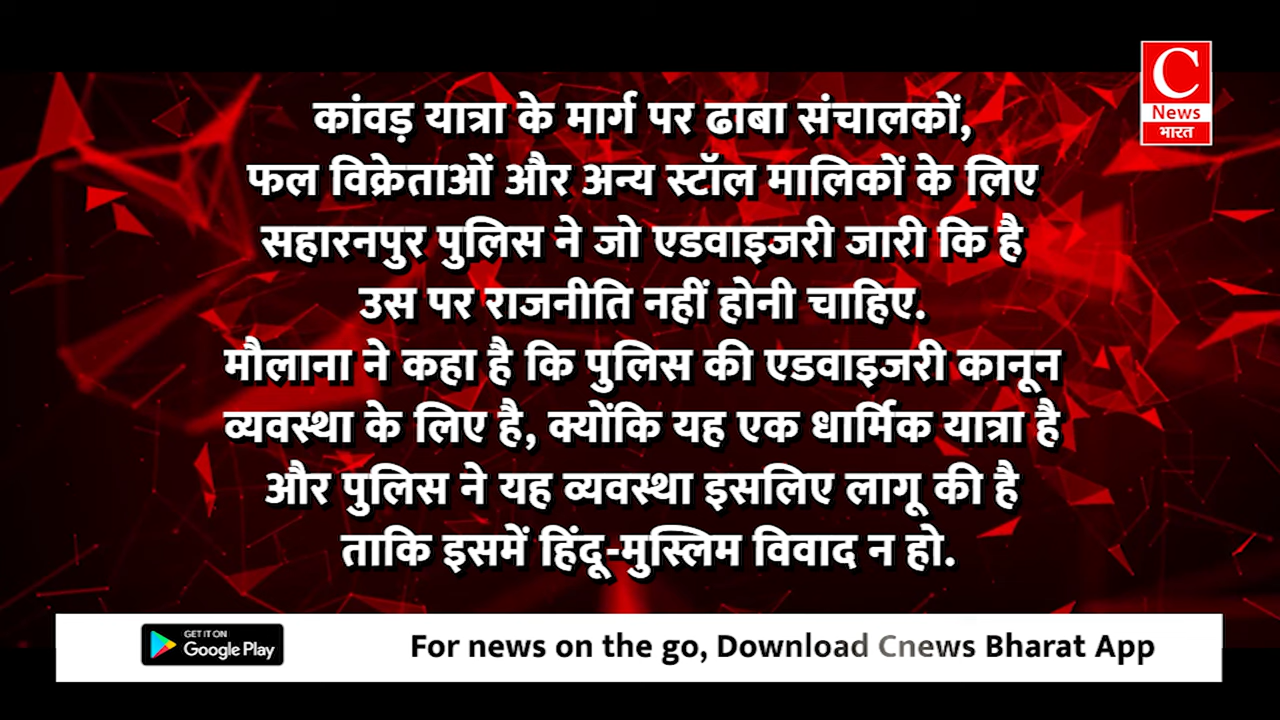 C
News
भारत
कांवड़ यात्रा के मार्ग पर ढाबा संचालकों,
फल विक्रेताओं और अन्य स्टॉल मालिकों के लिए
सहारनपुर पुलिस ने जो एडवाइजरी जारी कि है
उस पर राजनीति नहीं होनी चाहिए.
मौलाना ने कहा है कि पुलिस की एडवाइजरी कानून
व्यवस्था के लिए है, क्योंकि यह एक धार्मिक यात्रा है
और पुलिस ने यह व्यवस्था इसलिए लागू की है
ताकि इसमें हिंदू-मुस्लिम विवाद न हो.
GET IT ON
Google Play
For news on the go, Download Cnews Bharat App